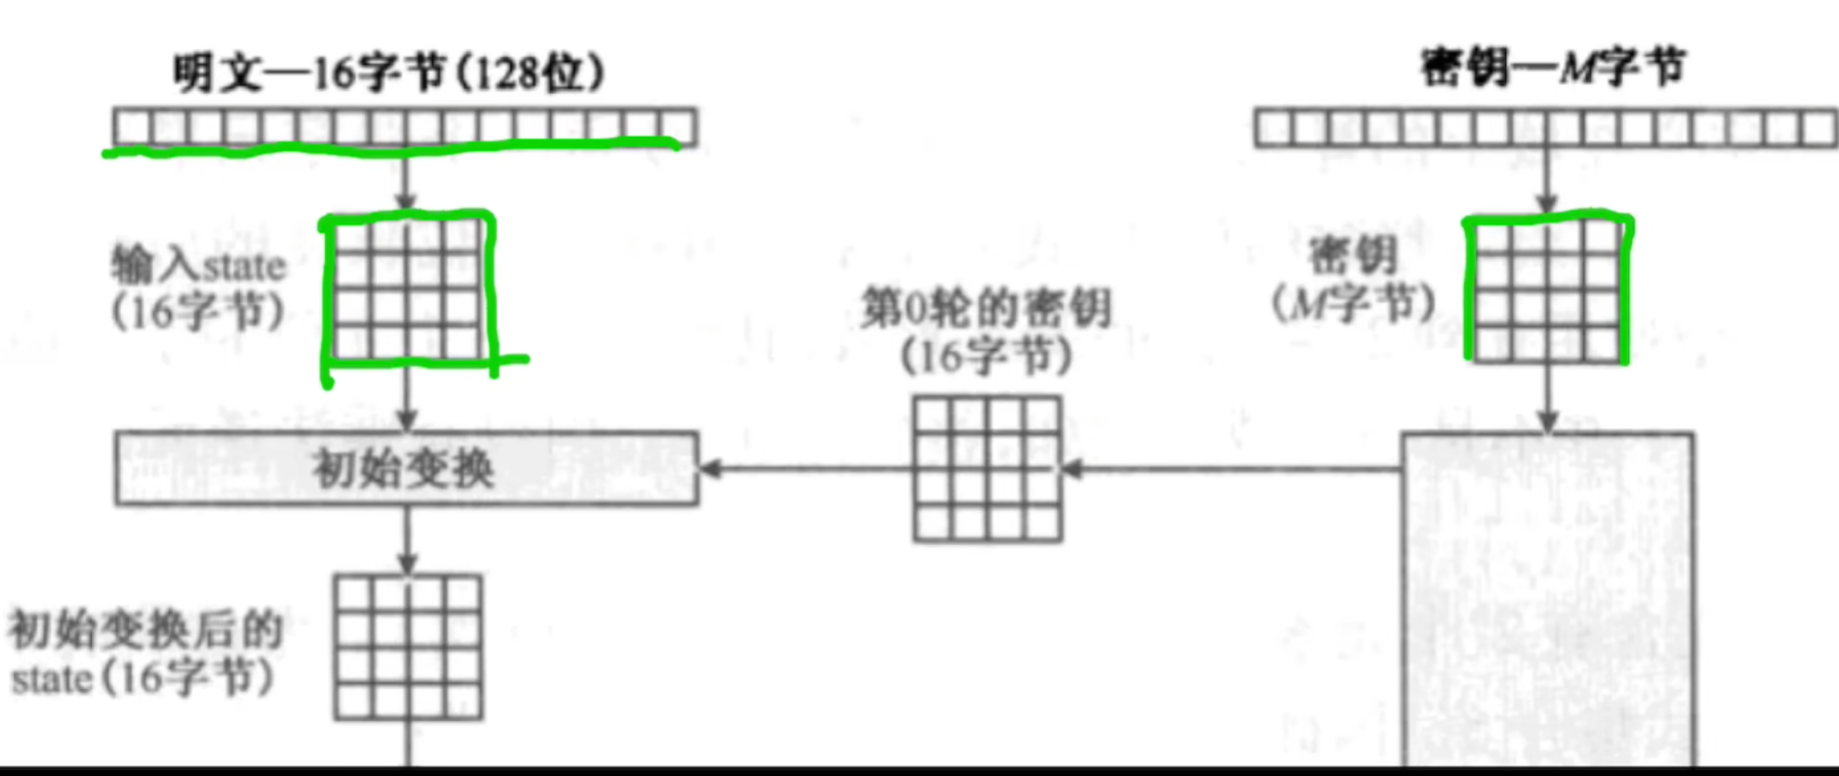 明文—16字节(128位)
密钥—M字节
输入state
(16字节)
密钥
(M字节)
第0轮的密钥
(16字节)
初始变换
初始变换后的
state(16字节)